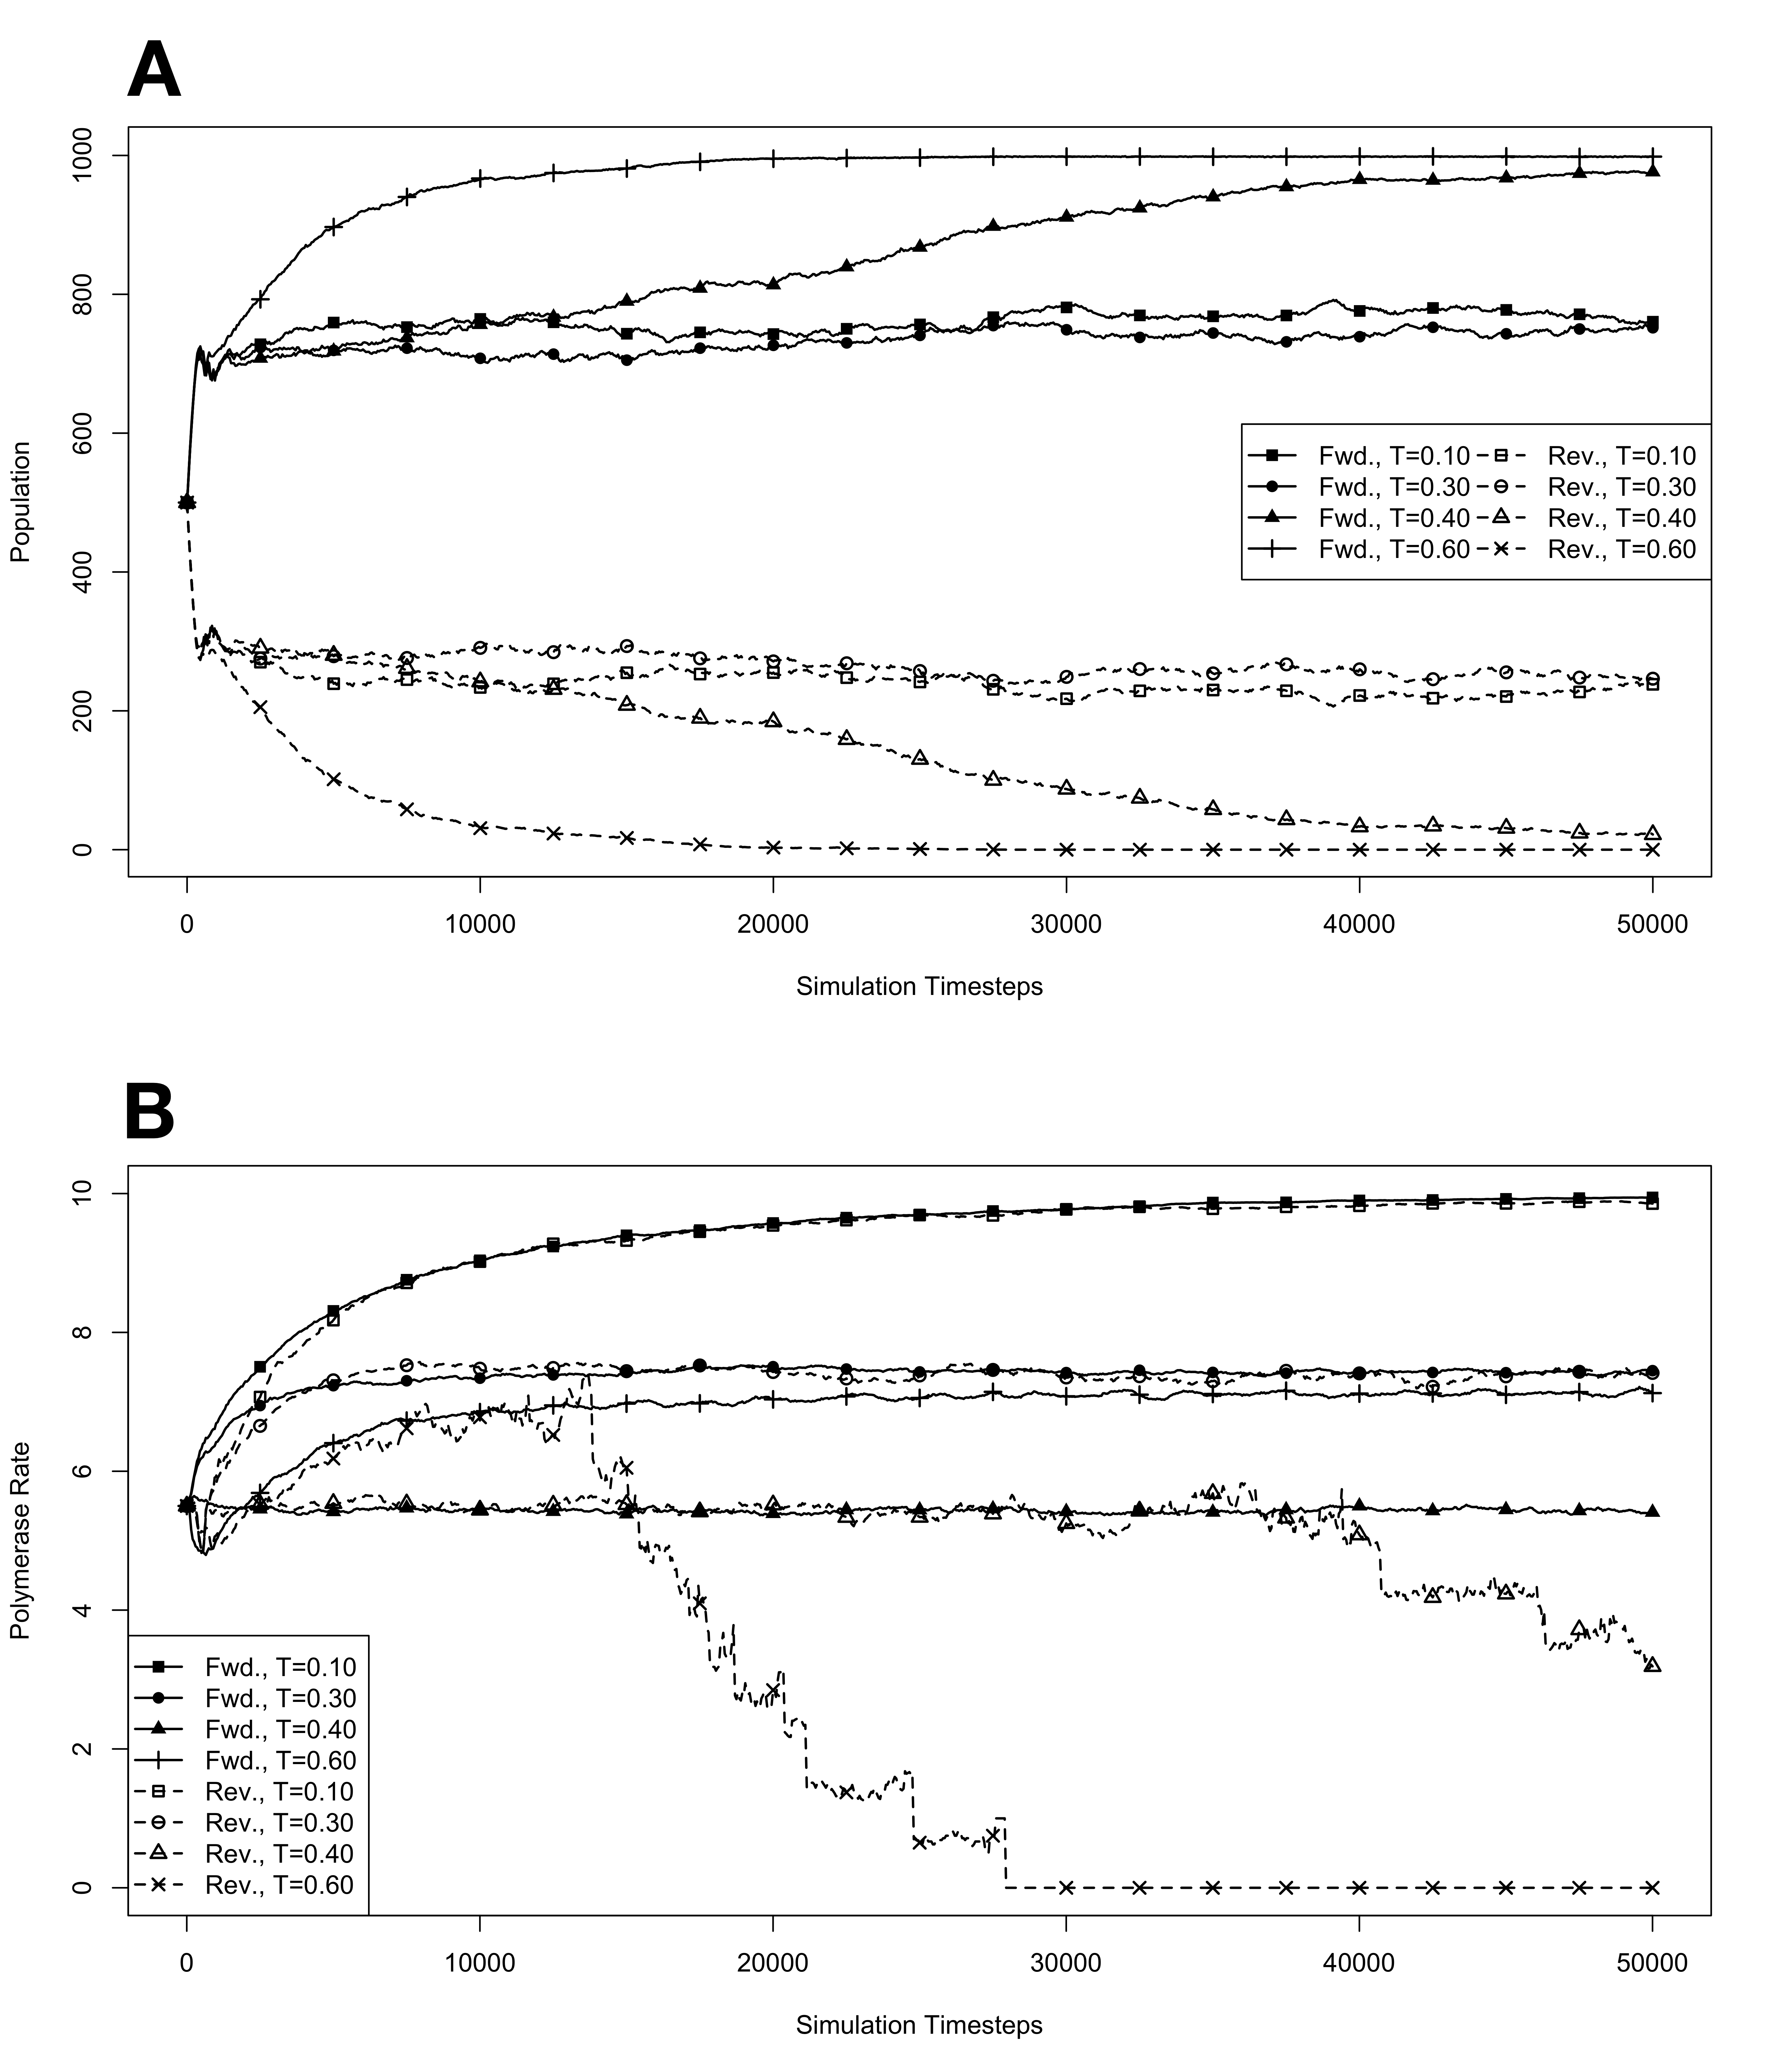 A
1000
800
600
400
200
0
Population
Fwd., T=0.10 Rev., T=0.10
Fwd., T=0.30 Rev., T=0.30
Fwd., T=0.40 Rev., T=0.40
Fwd., T=0.60 Rev., T=0.60
0 10000 20000 30000 40000 50000
Simulation Timesteps
B
10
8
6
4
2
0
Polymerase Rate
Fwd., T=0.10
Fwd., T=0.30
Fwd., T=0.40
Fwd., T=0.60
Rev., T=0.10
Rev., T=0.30
Rev., T=0.40
Rev., T=0.60
0 10000 20000 30000 40000 50000
Simulation Timesteps